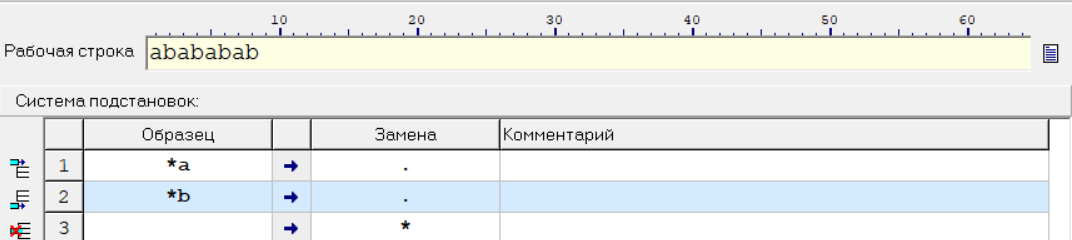 10 20 30 40 50 60
Рабочая строка abababab
Система подстановок:
Образец Замена Комментарий
1 *a → .
2 *b → .
3 → *